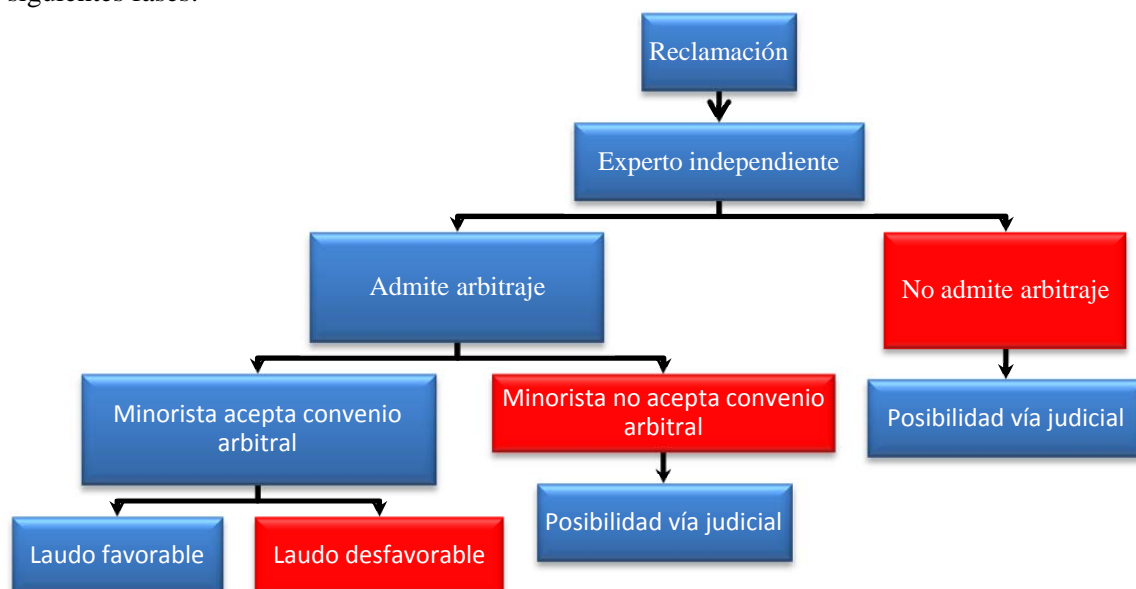 siguientes fases:
Reclamación
Experto independiente
Admite arbitraje
No admite arbitraje
Minorista acepta convenio
arbitral
Minorista no acepta convenio
arbitral
Posibilidad vía judicial
Posibilidad vía judicial
Laudo favorable
Laudo desfavorable